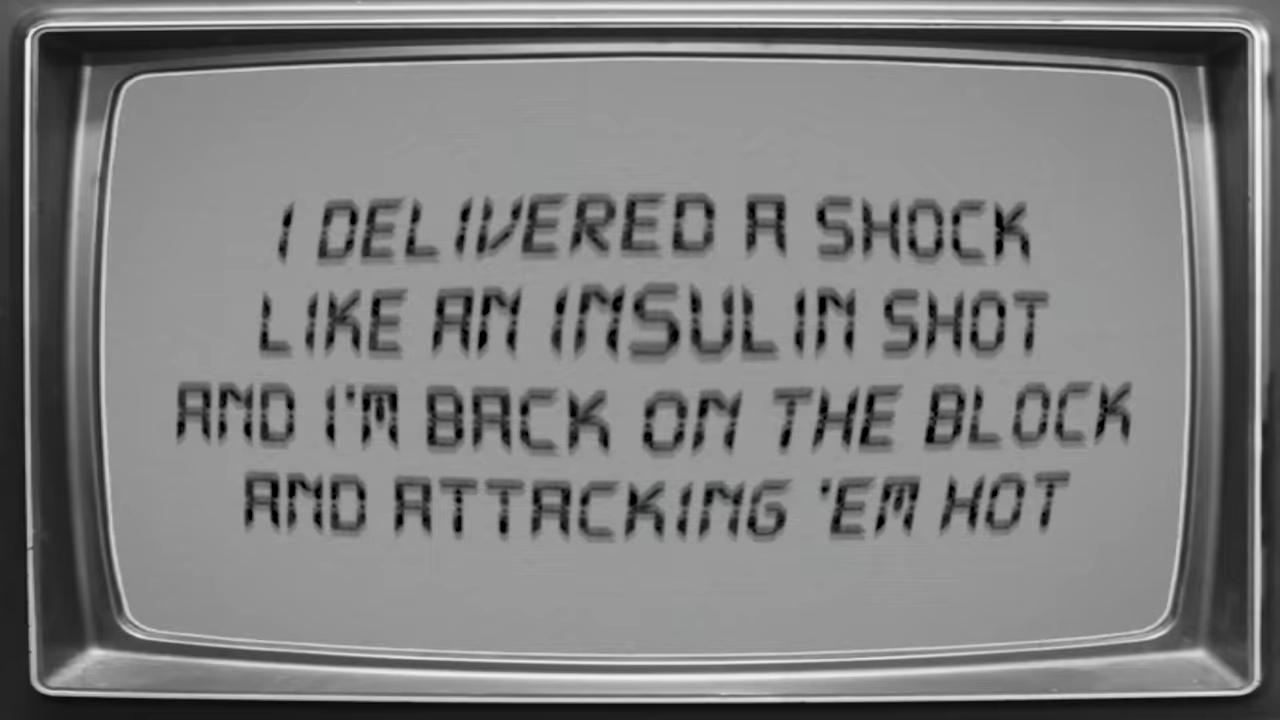 I DELIVERED A SHOCK
LIKE AN INSULIN SHOT
AND I'M BACK ON THE BLOCK
AND ATTACKING 'EM HOT